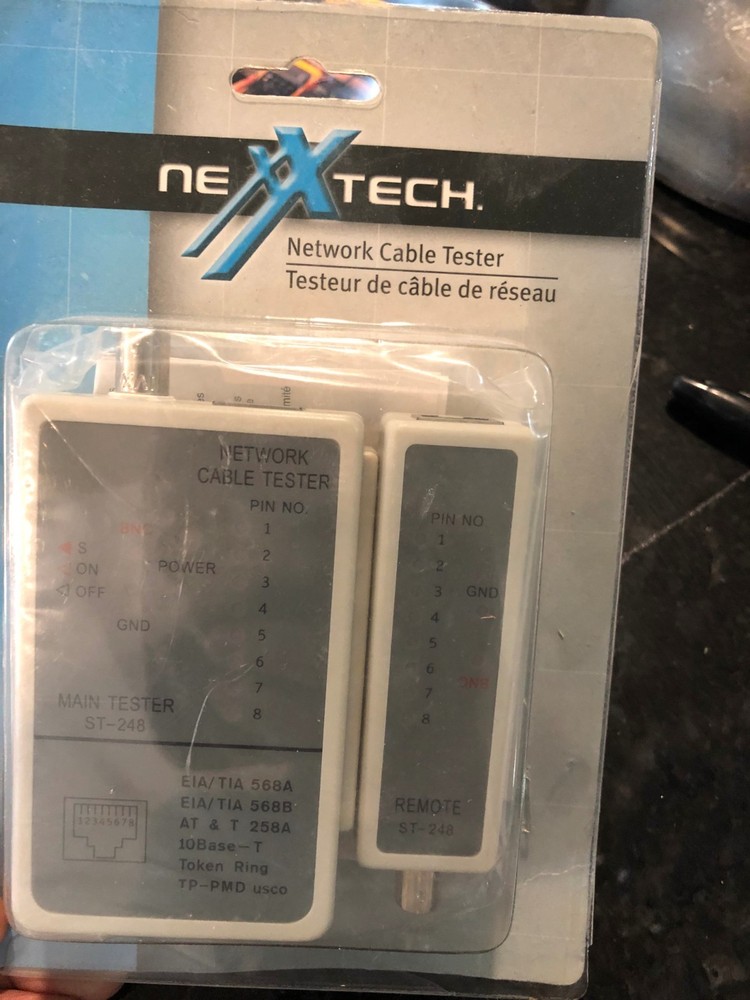 NEXXTECH.
Network Cable Tester
Testeur de câble de réseau
NETWORK
CABLE TESTER
PIN NO.
BNC
1
2
3
4
5
6
7
8
S
ON
OFF
POWER
GND
MAIN TESTER
ST-248
12345678
EIA/TIA 568A
EIA/TIA 568B
AT & T 258A
10Base-T
Token Ring
TP-PMD usco
PIN NO
1
2
3
4
5
6
7
8
GND
BNC
REMOTE
ST-248